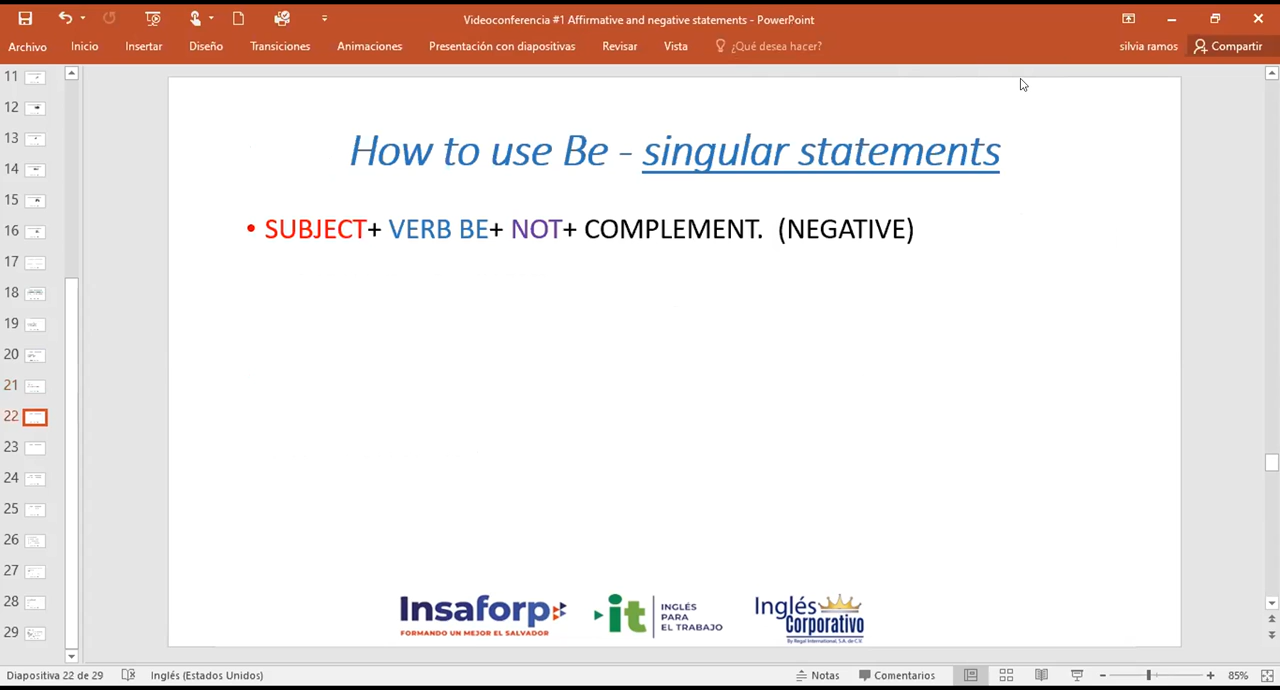 Videoconferencia #1 Affirmative and negative statements - PowerPoint
Archivo Inicio Insertar Diseño Transiciones Animaciones Presentación con diapositivas Revisar Vista ¿Qué desea hacer? silvia ramos Compartir
11
12
13
14
15
16
17
18
19
20
21
22
23
24
25
26
27
28
29
How to use Be - singular statements
• SUBJECT+ VERB BE+ NOT+ COMPLEMENT. (NEGATIVE)
Insaforp
FORMANDO UN MEJOR EL SALVADOR
it
INGLÉS
PARA
EL TRABAJO
Inglés
Corporativo
By Regal International, S.A. de C.V.
Diapositiva 22 de 29 Inglés (Estados Unidos) Notas Comentarios 85%